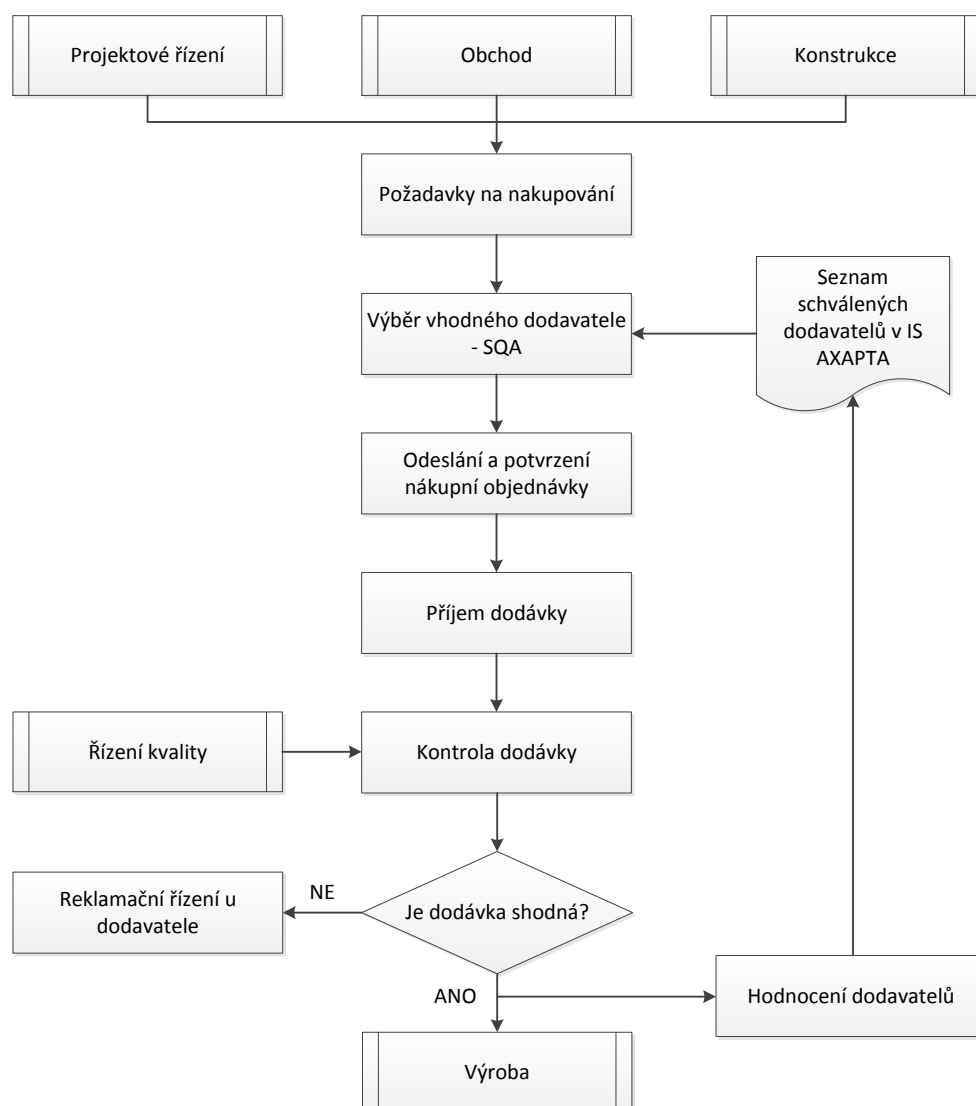 Projektové řízení
Obchod
Konstrukce
Požadavky na nakupování
Seznam
schválených
dodavatelů v IS
AXAPTA
Výběr vhodného dodavatele
- SQA
Odeslání a potvrzení
nákupní objednávky
Příjem dodávky
Řízení kvality
Kontrola dodávky
Reklamační řízení u
dodavatele
NE
Je dodávka shodná?
ANO
Hodnocení dodavatelů
Výroba